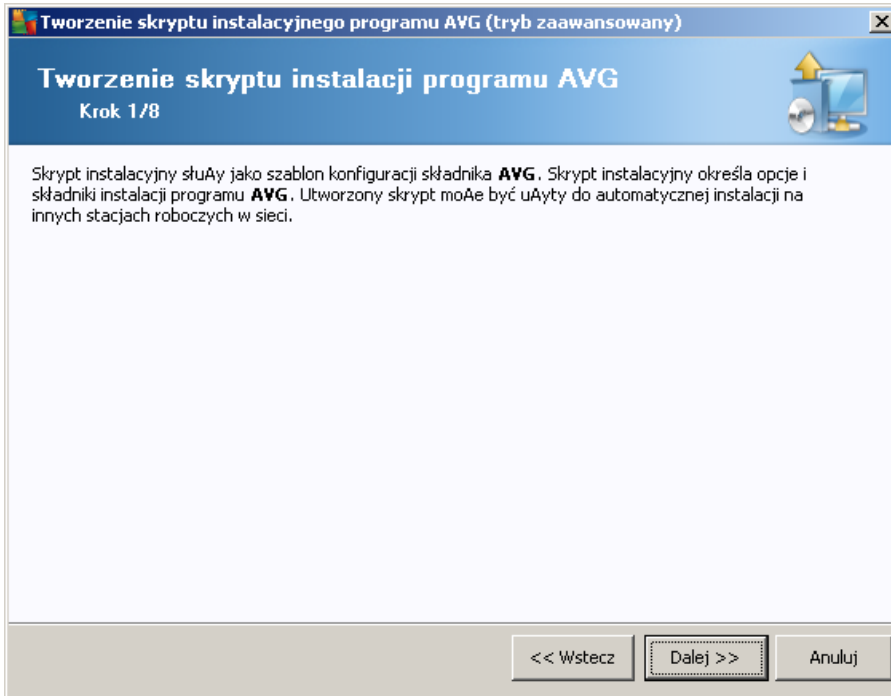 Tworzenie skryptu instalacyjnego programu AVG (tryb zaawansowany)
Tworzenie skryptu instalacji programu AVG
Krok 1/8
Skrypt instalacyjny służAy jako szablon konfiguracji składnika AVG. Skrypt instalacyjny określa opcje i
składniki instalacji programu AVG. Utworzony skrypt moAe być uAyty do automatycznej instalacji na
innych stacjach roboczych w sieci.
<< Wstecz
Dalej >>
Anuluj